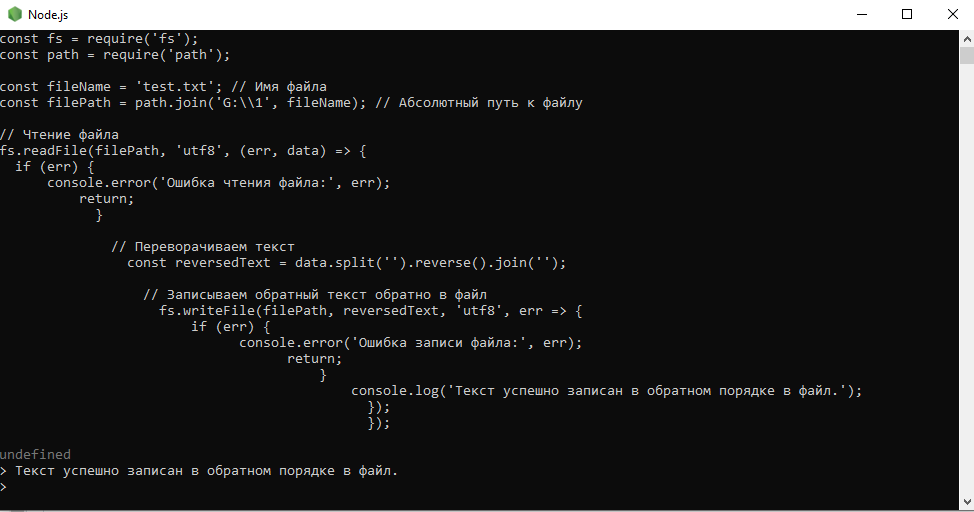 Node.js
const fs = require('fs');
const path = require('path');
const fileName = 'test.txt'; // Имя файла
const filePath = path.join('G:\\1', fileName); // Абсолютный путь к файлу
// Чтение файла
fs.readFile(filePath, 'utf8', (err, data) => {
if (err) {
console.error('Ошибка чтения файла:', err);
return;
}
// Переворачиваем текст
const reversedText = data.split('').reverse().join('');
// Записываем обратный текст обратно в файл
fs.writeFile(filePath, reversedText, 'utf8', err => {
if (err) {
console.error('Ошибка записи файла:', err);
return;
}
console.log('Текст успешно записан в обратном порядке в файл.');
});
});
undefined
> Текст успешно записан в обратном порядке в файл.
>